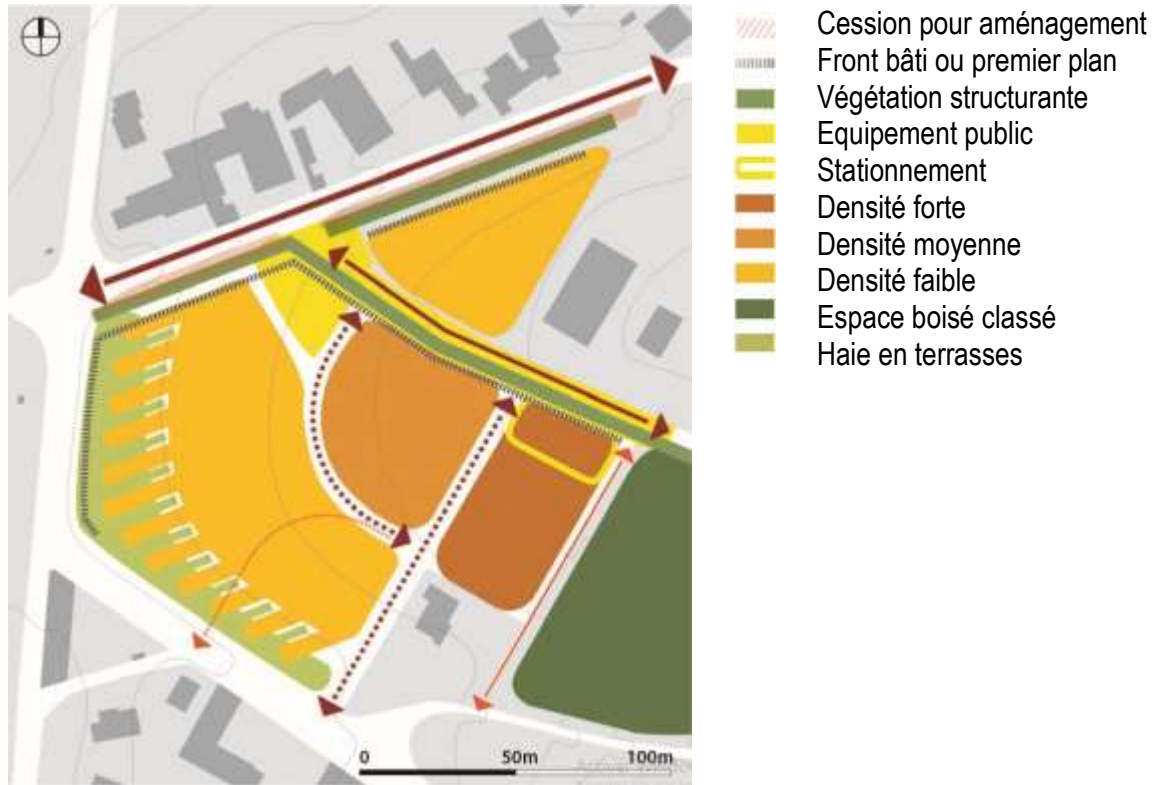 Cession pour aménagement
Front bâti ou premier plan
Végétation structurante
Equipement public
Stationnement
Densité forte
Densité moyenne
Densité faible
Espace boisé classé
Haie en terrasses
0 50m 100m